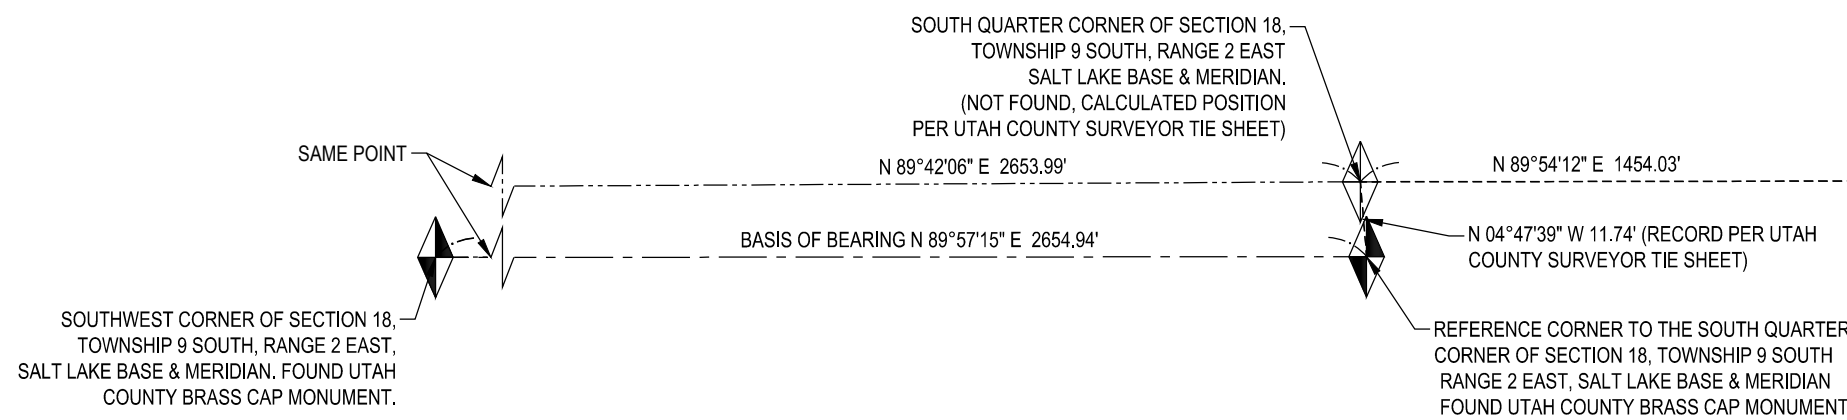 SOUTH QUARTER CORNER OF SECTION 18,
TOWNSHIP 9 SOUTH, RANGE 2 EAST
SALT LAKE BASE & MERIDIAN.
(NOT FOUND, CALCULATED POSITION
PER UTAH COUNTY SURVEYOR TIE SHEET)
SAME POINT
N 89°42'06" E 2653.99'
N 89°54'12" E 1454.03'
BASIS OF BEARING N 89°57'15" E 2654.94'
N 04°47'39" W 11.74' (RECORD PER UTAH
COUNTY SURVEYOR TIE SHEET)
SOUTHWEST CORNER OF SECTION 18,
TOWNSHIP 9 SOUTH, RANGE 2 EAST,
SALT LAKE BASE & MERIDIAN. FOUND UTAH
COUNTY BRASS CAP MONUMENT.
REFERENCE CORNER TO THE SOUTH QUARTER
CORNER OF SECTION 18, TOWNSHIP 9 SOUTH
RANGE 2 EAST, SALT LAKE BASE & MERIDIAN
FOUND UTAH COUNTY BRASS CAP MONUMENT